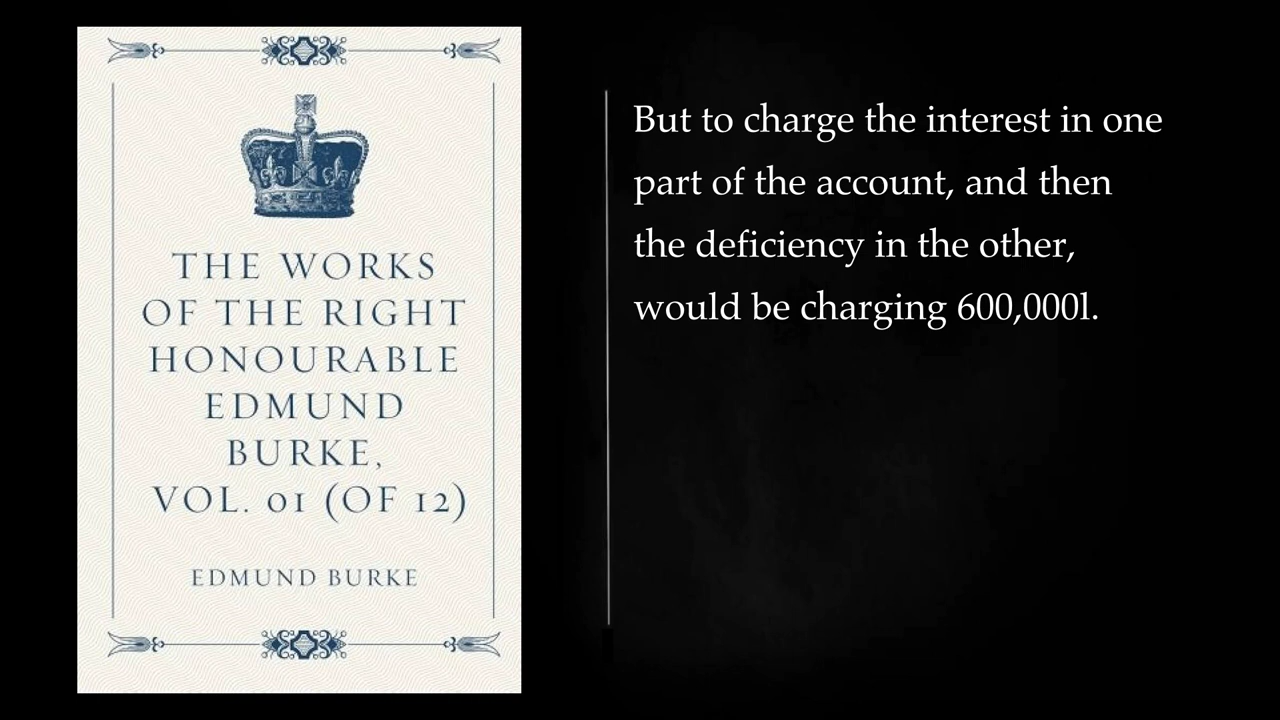 THE WORKS
OF THE RIGHT
HONOURABLE
EDMUND
BURKE,
VOL. 01 (OF 12)
EDMUND BURKE
But to charge the interest in one
part of the account, and then
the deficiency in the other,
would be charging 600,000l.